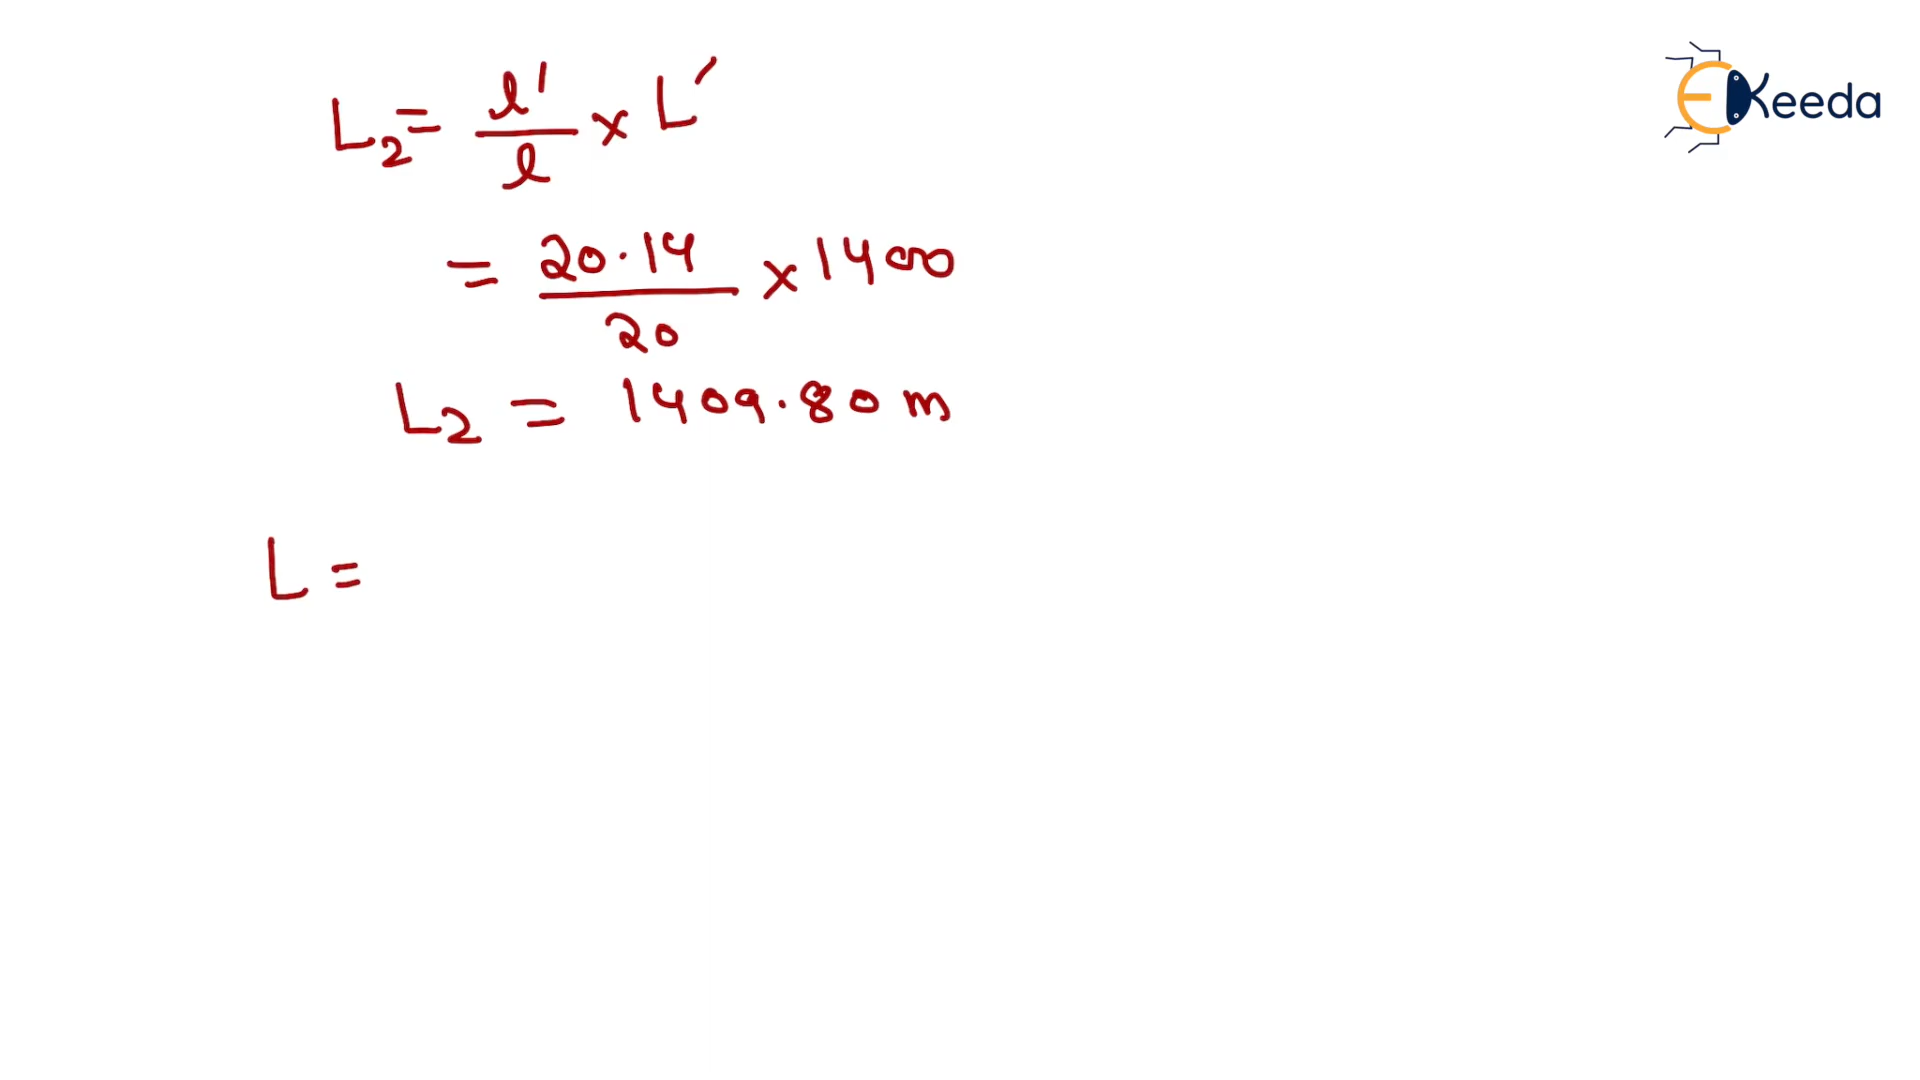 L₂ = l'/l × L'
EKeeda
= 20.14/20 × 1400
L₂ = 1409.80 m
L =